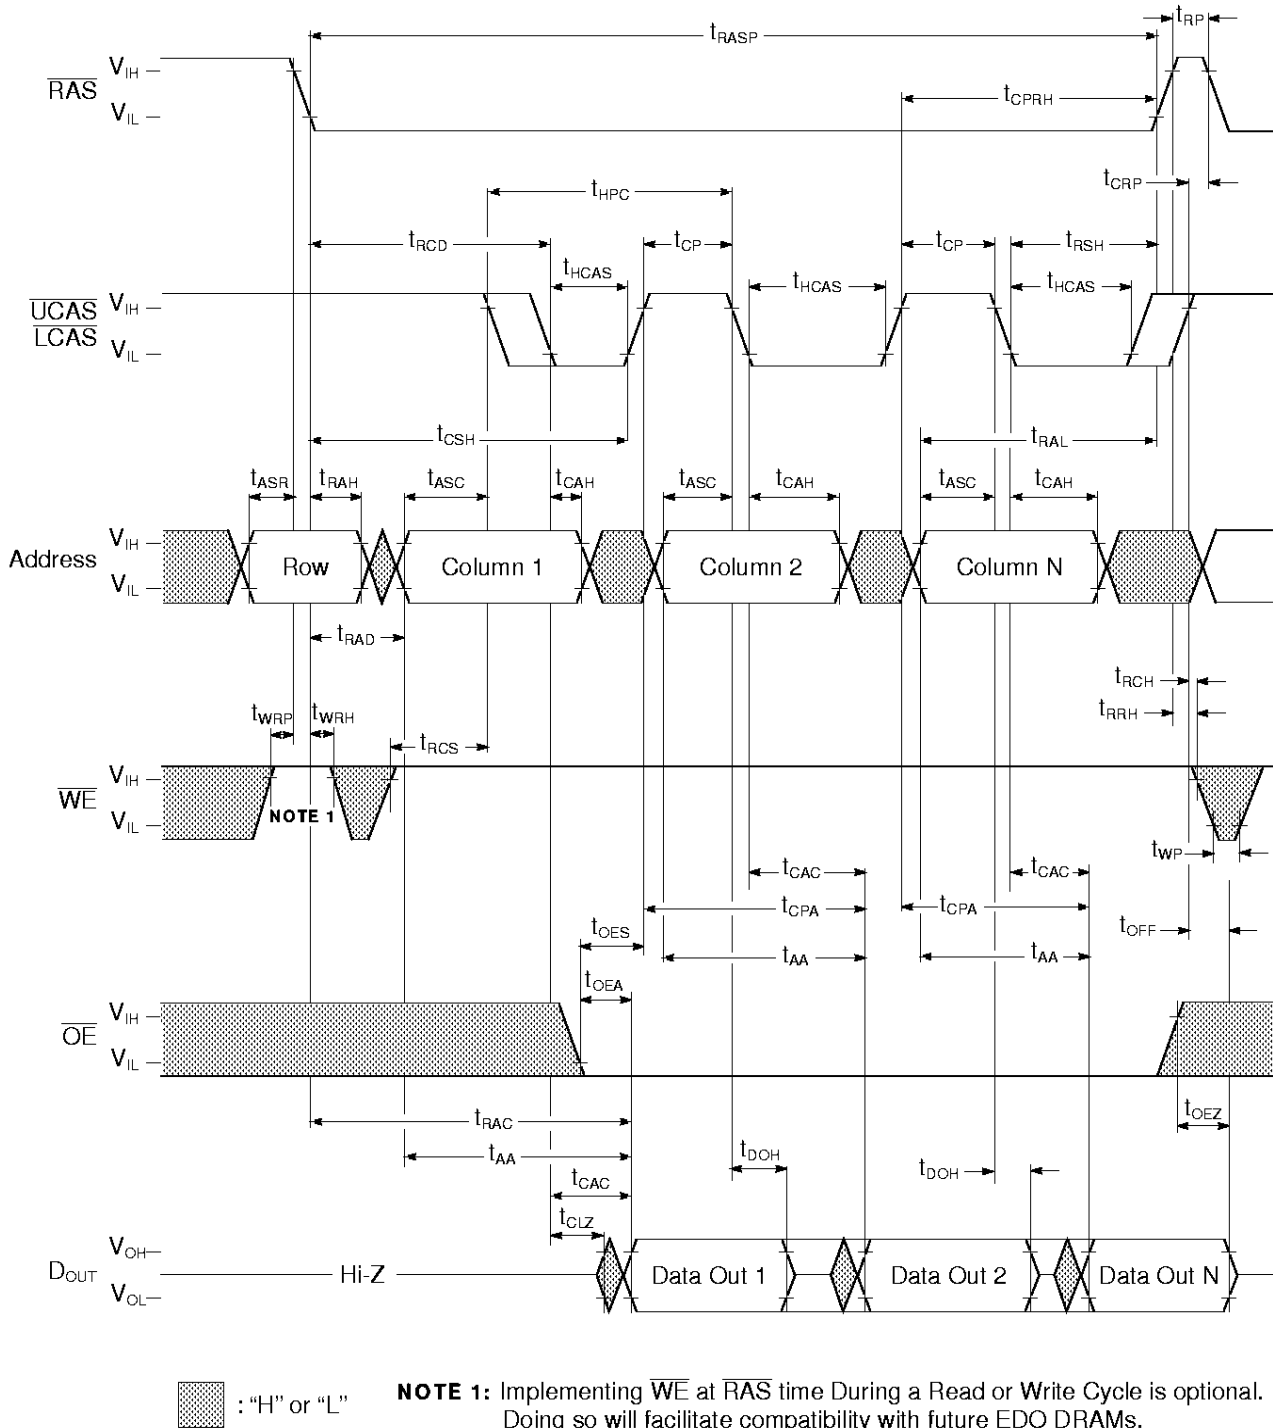 tRP
tRASP
VIH
RAS
VIL
tCPRH
tCRP
tHPC
tRCD
tCP
tCP
tRSH
tHCAS
tHCAS
tHCAS
UCAS
VIH
LCAS
VIL
tCSH
tRAL
tASR
tRAH
tASC
tCAH
tASC
tCAH
tASC
tCAH
VIH
Address
Row
Column 1
Column 2
Column N
VIL
tRAD
tRCH
tRRH
tWRP
tWRH
tRCS
VIH
WE
NOTE 1
VIL
tWP
tCAC
tCAC
tCPA
tCPA
tOES
tOFF
tAA
tAA
tOEA
VIH
OE
VIL
tRAC
tOEZ
tAA
tDOH
tDOH
tCAC
tCLZ
VOH
DOUT
Hi-Z
Data Out 1
Data Out 2
Data Out N
VOL
: “H” or “L”
NOTE 1: Implementing WE at RAS time During a Read or Write Cycle is optional.
Doing so will facilitate compatibility with future EDO DRAMs.